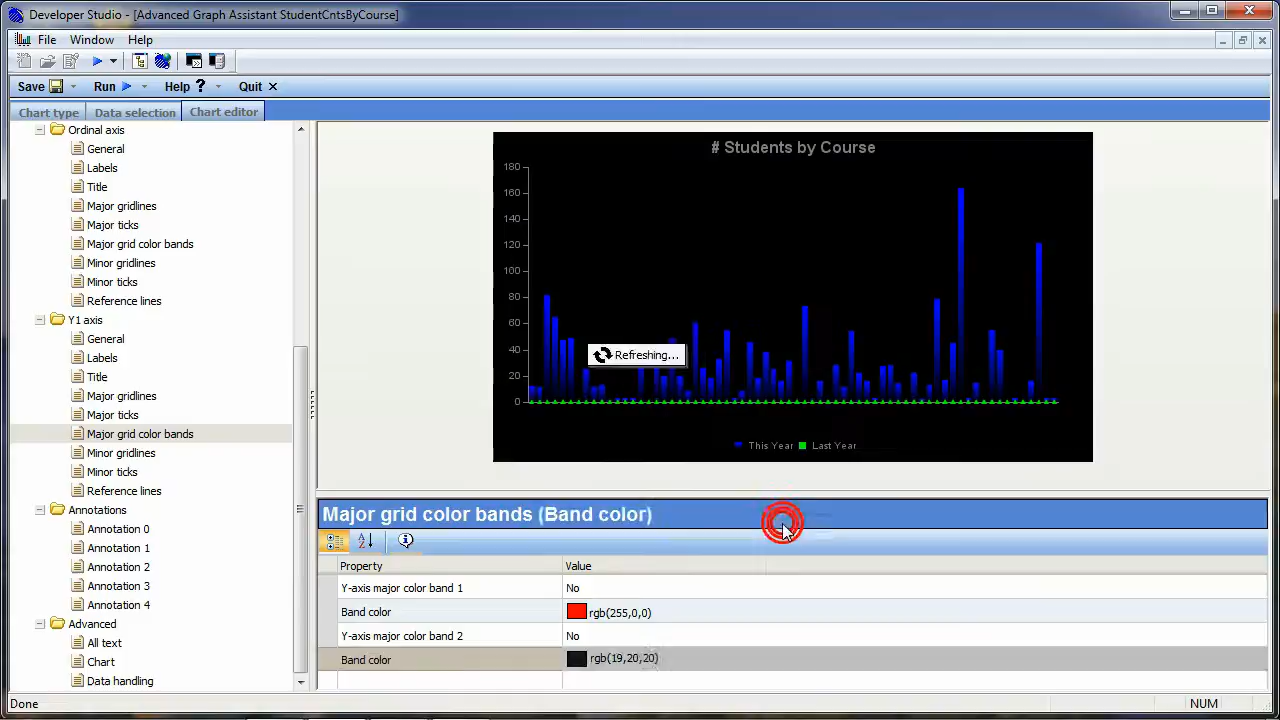 Developer Studio - [Advanced Graph Assistant StudentCntsByCourse]
File Window Help
Save Run Help ? Quit
Chart type Data selection Chart editor
Ordinal axis
General
Labels
Title
Major gridlines
Major ticks
Major grid color bands
Minor gridlines
Minor ticks
Reference lines
Y1 axis
General
Labels
Title
Major gridlines
Major ticks
Major grid color bands
Minor gridlines
Minor ticks
Reference lines
Annotations
Annotation 0
Annotation 1
Annotation 2
Annotation 3
Annotation 4
Advanced
All text
Chart
Data handling
# Students by Course
180
160
140
120
100
80
60
40
20
0
Refreshing...
This Year Last Year
Major grid color bands (Band color)
Property Value
Y-axis major color band 1 No
Band color rgb(255,0,0)
Y-axis major color band 2 No
Band color rgb(19,20,20)
Done NUM